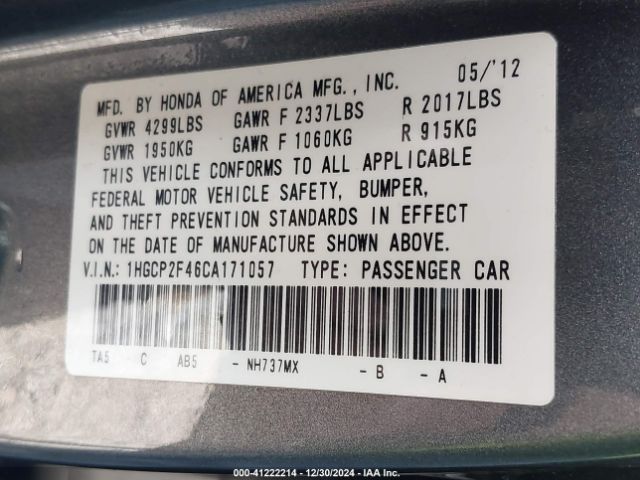 MFD. BY HONDA OF AMERICA MFG., INC. 05/'12
GVWR 4299LBS GAWR F 2337LBS R 2017LBS
GVWR 1950KG GAWR F 1060KG R 915KG
THIS VEHICLE CONFORMS TO ALL APPLICABLE
FEDERAL MOTOR VEHICLE SAFETY, BUMPER,
AND THEFT PREVENTION STANDARDS IN EFFECT
ON THE DATE OF MANUFACTURE SHOWN ABOVE.
V.I.N.: 1HGCP2F46CA171057 TYPE: PASSENGER CAR
TA5 - C AB5 - NH737MX - B - A
000-41222214 - 12/30/2024 - IAA Inc.